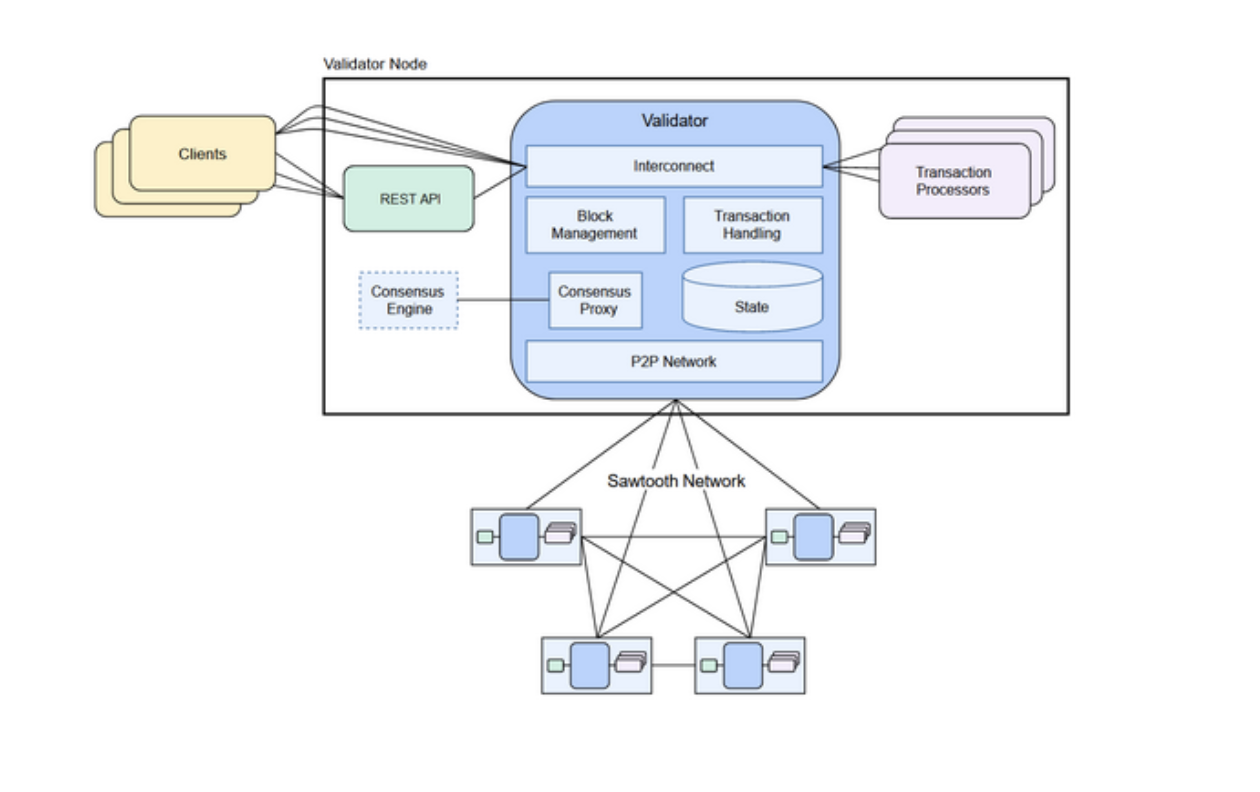 Validator Node
Validator
Clients
Interconnect
Transaction
Processors
REST API
Block
Management
Transaction
Handling
Consensus
Engine
Consensus
Proxy
State
P2P Network
Sawtooth Network